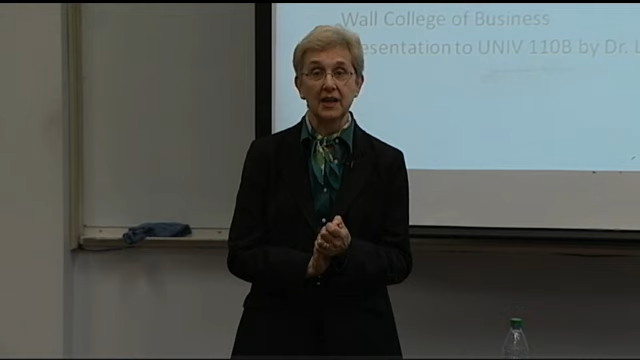 Wall College of Business
esentation to UNIV 110B by Dr. L